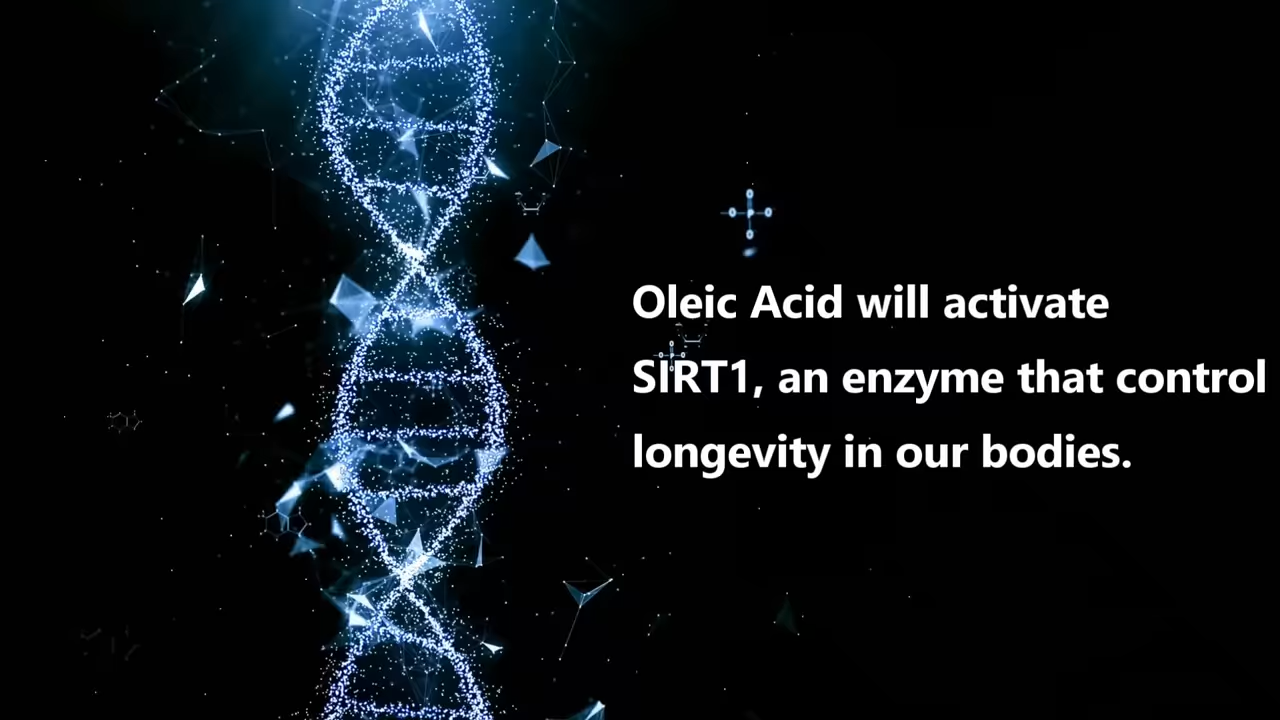 Oleic Acid will activate
SIRT1, an enzyme that control
longevity in our bodies.